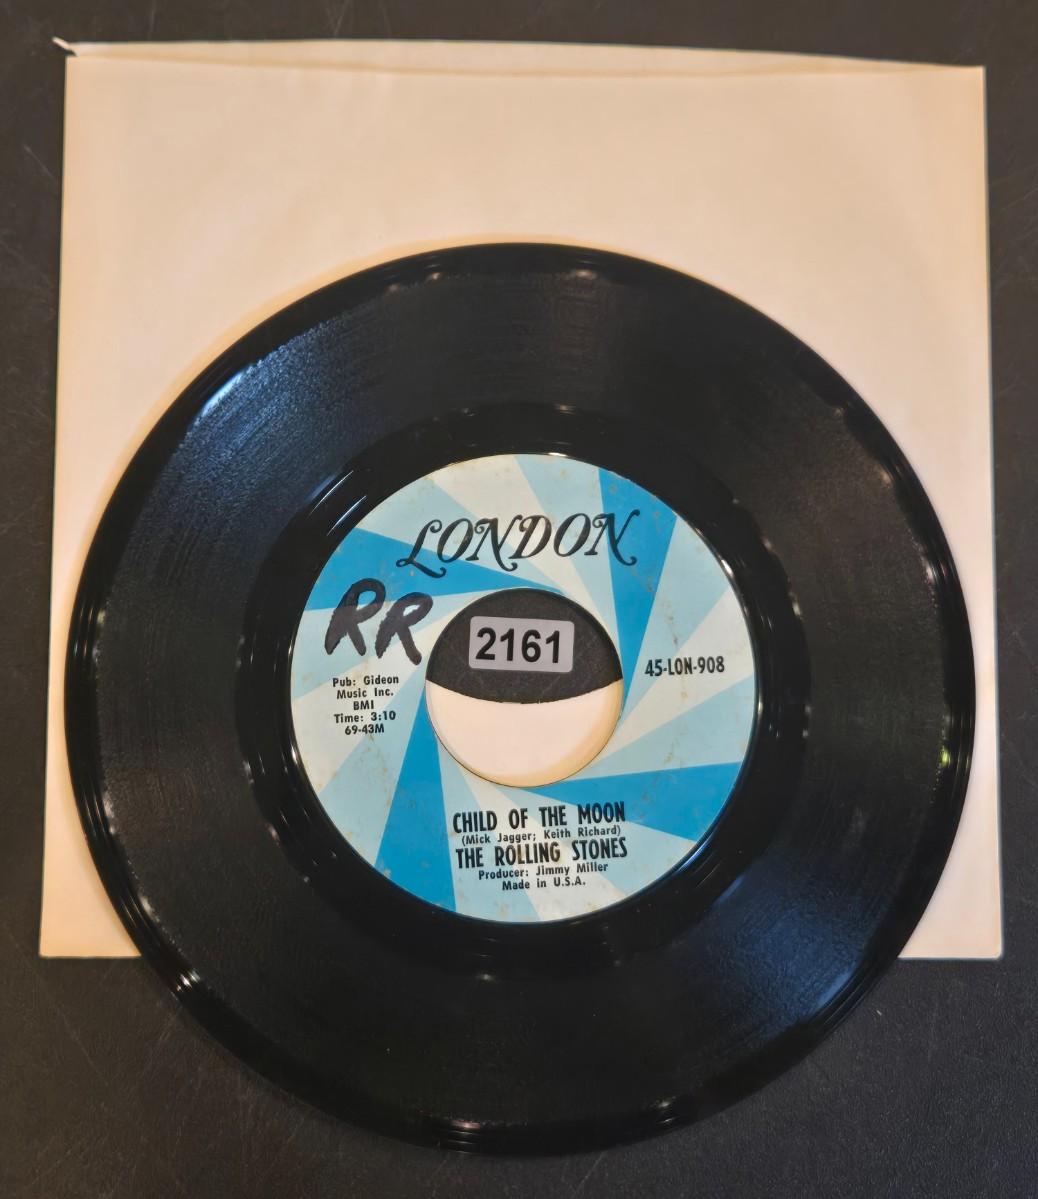 LONDON
RR
2161
45-LON-908
Pub: Gideon
Music Inc.
BMI
Time: 3:10
69-43M
CHILD OF THE MOON
(Mick Jagger; Keith Richard)
THE ROLLING STONES
Producer: Jimmy Miller
Made in U.S.A.